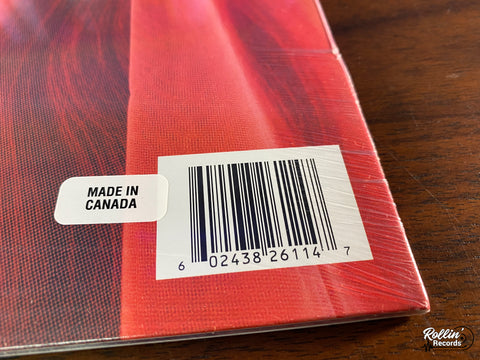 MADE IN
CANADA
6 02438 26114 7
Rollin'
Records